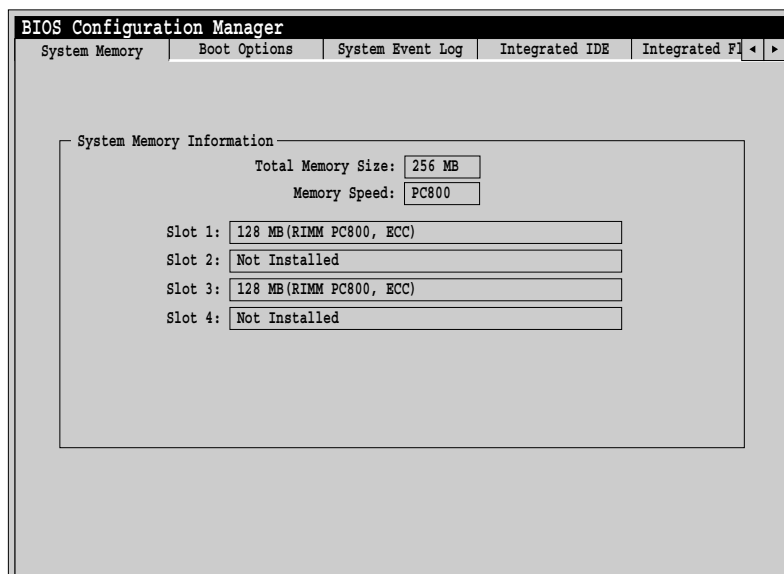 BIOS Configuration Manager
System Memory Boot Options System Event Log Integrated IDE Integrated Fl
System Memory Information
Total Memory Size: 256 MB
Memory Speed: PC800
Slot 1: 128 MB(RIMM PC800, ECC)
Slot 2: Not Installed
Slot 3: 128 MB(RIMM PC800, ECC)
Slot 4: Not Installed